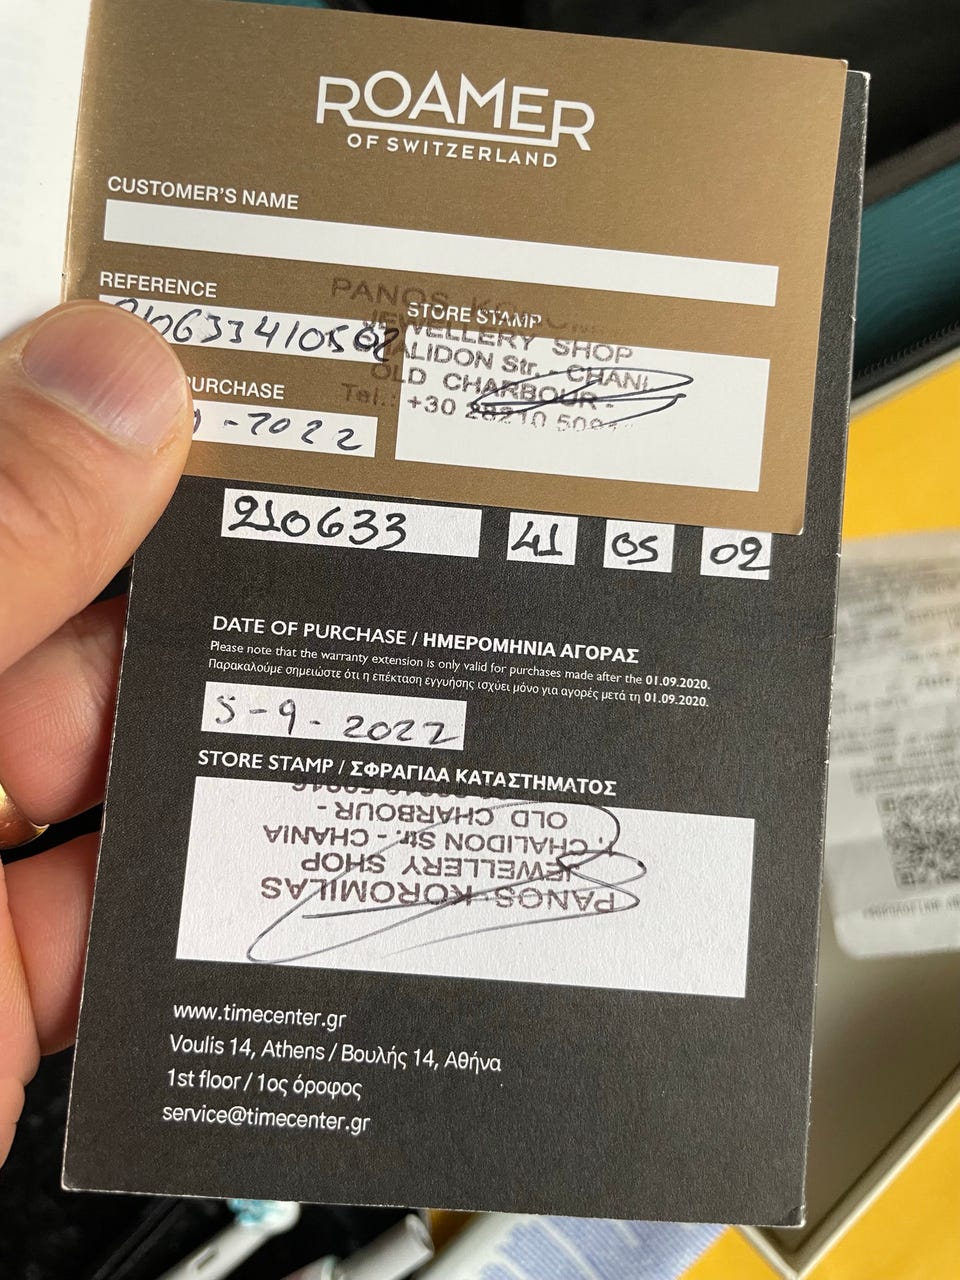 ROAMER
OF SWITZERLAND
CUSTOMER'S NAME
REFERENCE
210633410502
STORE STAMP
PANOS
JEWELLERY SHOP
ALIDON Str. - CHANI
OLD CHARBOUR -
Tel.: +30 28210
PURCHASE
9 - 2022
210633 41 05 02
DATE OF PURCHASE / ΗΜΕΡΟΜΗΝΙΑ ΑΓΟΡΑΣ
Please note that the warranty extension is only valid for purchases made after the 01.09.2020.
Παρακαλούμε σημειώστε ότι η επέκταση εγγυήσης ισχύει μόνο για αγορές μετά τη 01.09.2020.
5 - 9 - 2022
STORE STAMP / ΣΦΡΑΓΙΔΑ ΚΑΤΑΣΤΗΜΑΤΟΣ
PANOS KOROMILAS
JEWELLERY SHOP
CHALIDON Str. - CHANIA
OLD CHARBOUR -
www.timecenter.gr
Voulis 14, Athens / Βουλής 14, Αθήνα
1st floor / 1ος όροφος
service@timecenter.gr